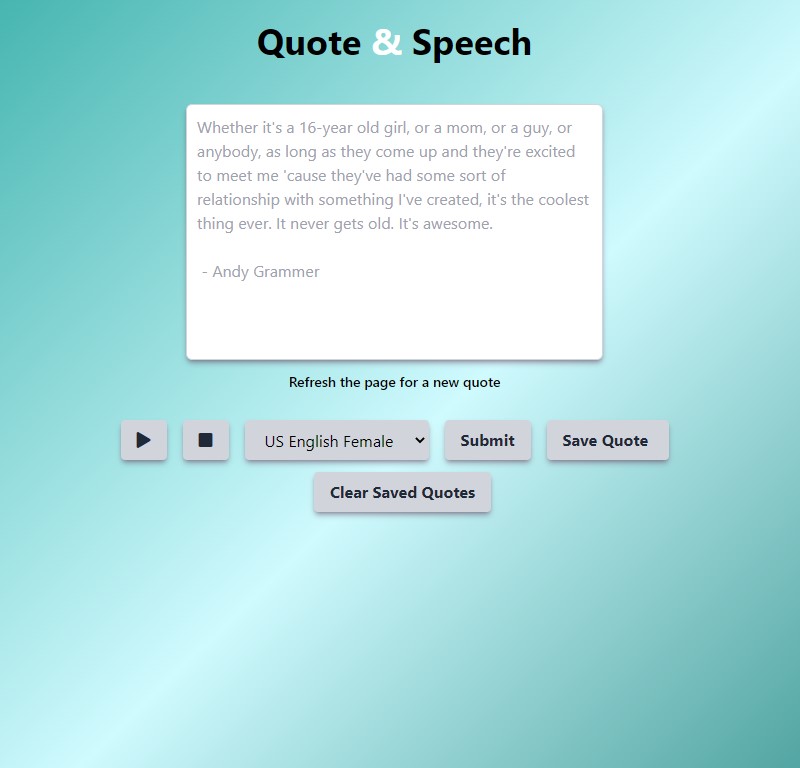 Quote & Speech
Whether it's a 16-year old girl, or a mom, or a guy, or
anybody, as long as they come up and they're excited
to meet me 'cause they've had some sort of
relationship with something I've created, it's the coolest
thing ever. It never gets old. It's awesome.
- Andy Grammer
Refresh the page for a new quote
US English Female
Submit
Save Quote
Clear Saved Quotes